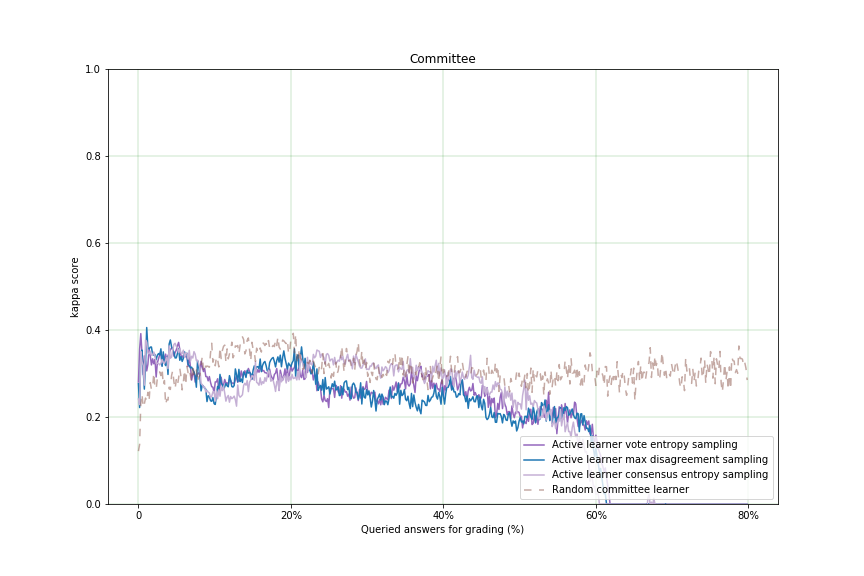 Committee
1.0
0.8
0.6
0.4
0.2
0.0
kappa score
0
20%
40%
60%
80%
Queried answers for grading (%)
Active learner vote entropy sampling
Active learner max disagreement sampling
Active learner consensus entropy sampling
Random committee learner